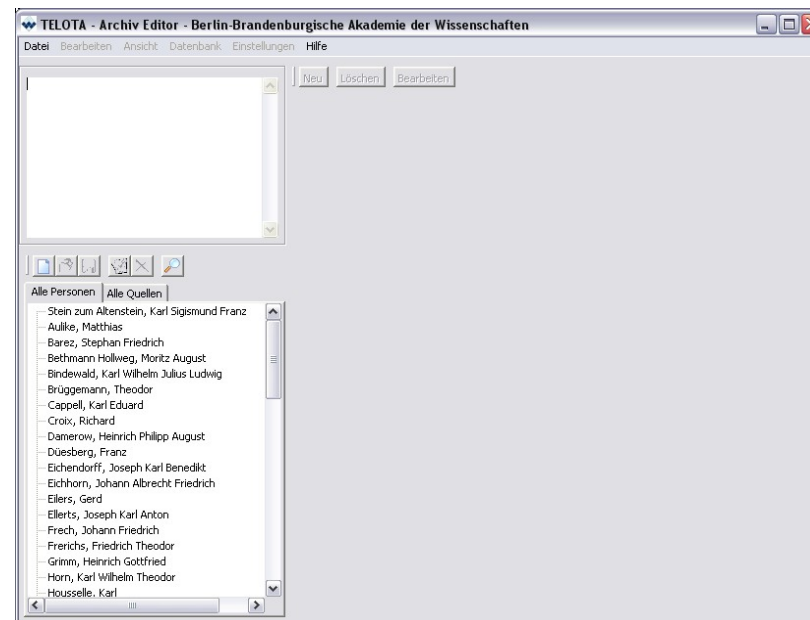 TELOTA - Archiv Editor - Berlin-Brandenburgische Akademie der Wissenschaften
Datei Bearbeiten Ansicht Datenbank Einstellungen Hilfe
Neu Löschen Bearbeiten
Alle Personen Alle Quellen
Stein zum Altenstein, Karl Sigismund Franz
Aulike, Matthias
Barez, Stephan Friedrich
Bethmann Hollweg, Moritz August
Bindewald, Karl Wilhelm Julius Ludwig
Brüggemann, Theodor
Cappell, Karl Eduard
Croix, Richard
Damerow, Heinrich Philipp August
Düesberg, Franz
Eichendorff, Joseph Karl Benedikt
Eichhorn, Johann Albrecht Friedrich
Eilers, Gerd
Ellerts, Joseph Karl Anton
Frech, Johann Friedrich
Frerichs, Friedrich Theodor
Grimm, Heinrich Gottfried
Horn, Karl Wilhelm Theodor
Housselle, Karl